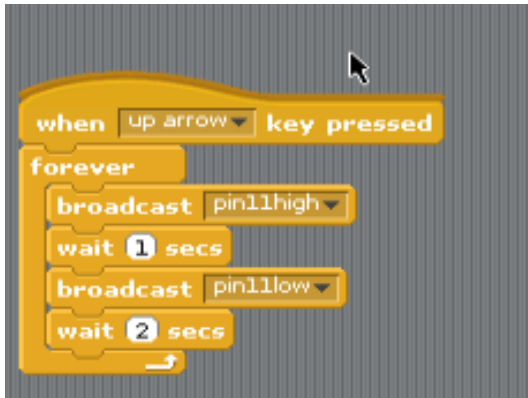 when up arrow key pressed
forever
broadcast pin11high
wait 1 secs
broadcast pin11low
wait 2 secs